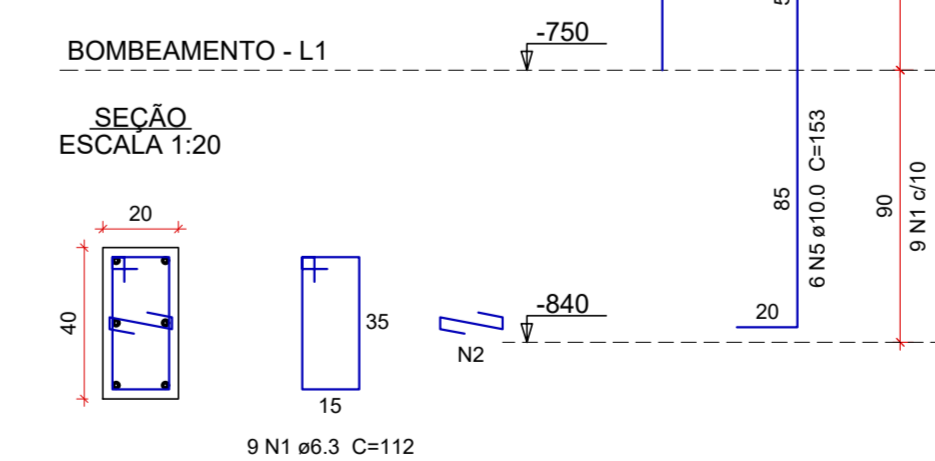 5
-750
BOMBEAMENTO - L1
SEÇÃO
ESCALA 1:20
20
40
35
15
9 N1 ø6.3 C=112
N2
-840
20
85
6 N5 ø10.0 C=153
90
9 N1 c/10